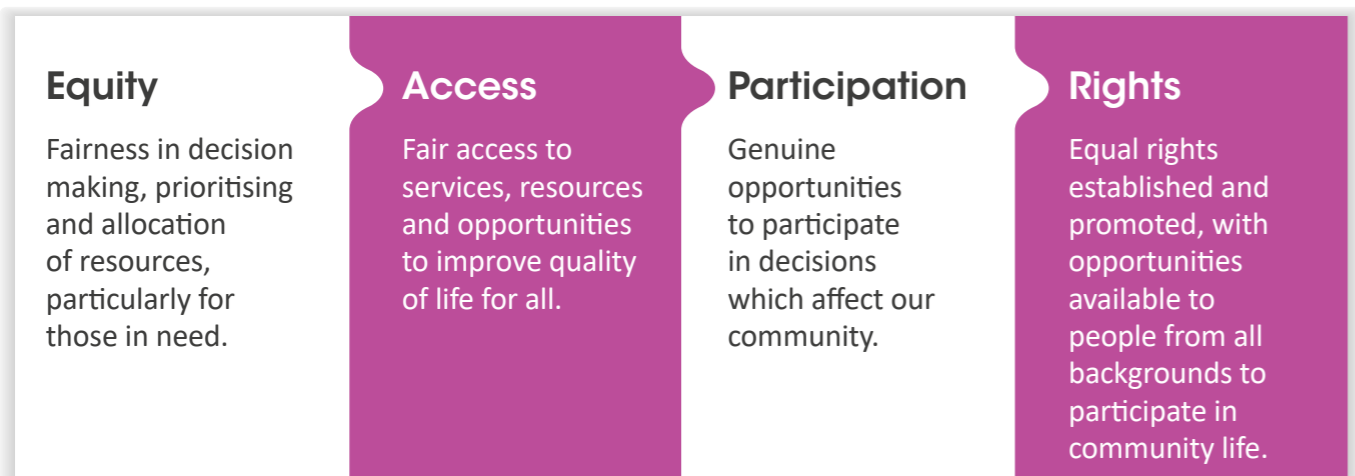 Equity
Fairness in decision
making, prioritising
and allocation
of resources,
particularly for
those in need.
Access
Fair access to
services, resources
and opportunities
to improve quality
of life for all.
Participation
Genuine
opportunities
to participate
in decisions
which affect our
community.
Rights
Equal rights
established and
promoted, with
opportunities
available to
people from all
backgrounds to
participate in
community life.